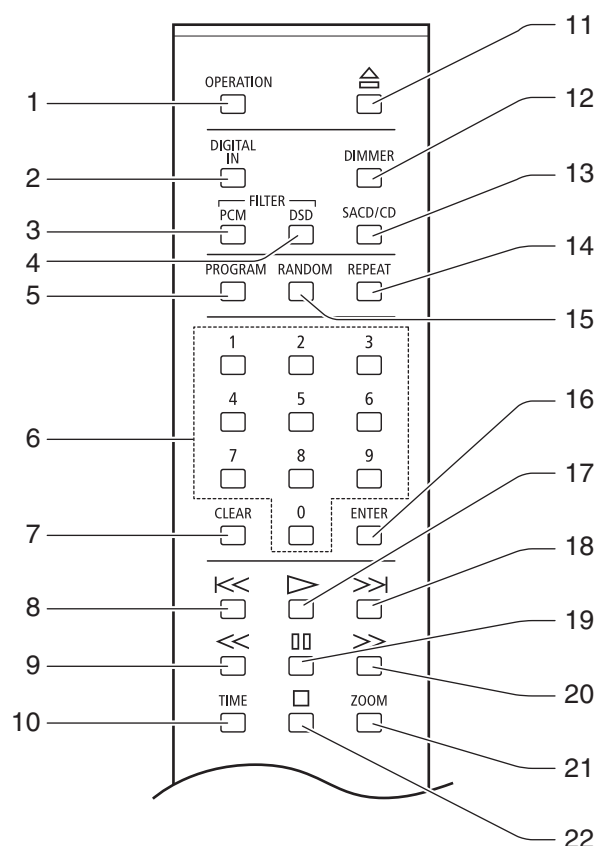 11
OPERATION
1
12
DIGITAL
IN
DIMMER
2
13
FILTER
PCM DSD SACD/CD
3
14
4
PROGRAM RANDOM REPEAT
5
15
1 2 3
4 5 6
16
6
7 8 9
17
CLEAR 0 ENTER
7
18
8
19
9
20
TIME ZOOM
10
21
22